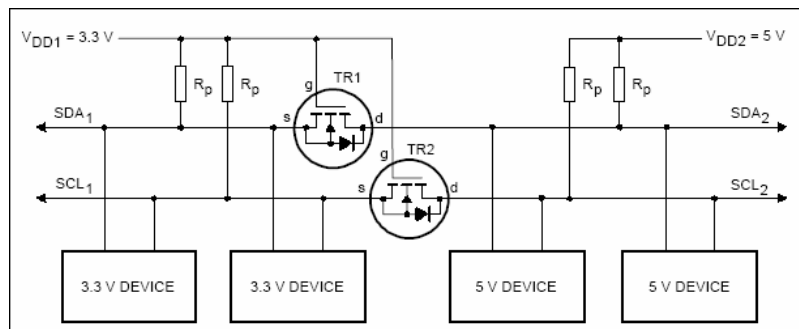 VDD1 = 3.3 V
VDD2 = 5 V
Rp
Rp
TR1
Rp
Rp
g
SDA1
s
d
SDA2
g
TR2
SCL1
s
d
SCL2
3.3 V DEVICE
3.3 V DEVICE
5 V DEVICE
5 V DEVICE